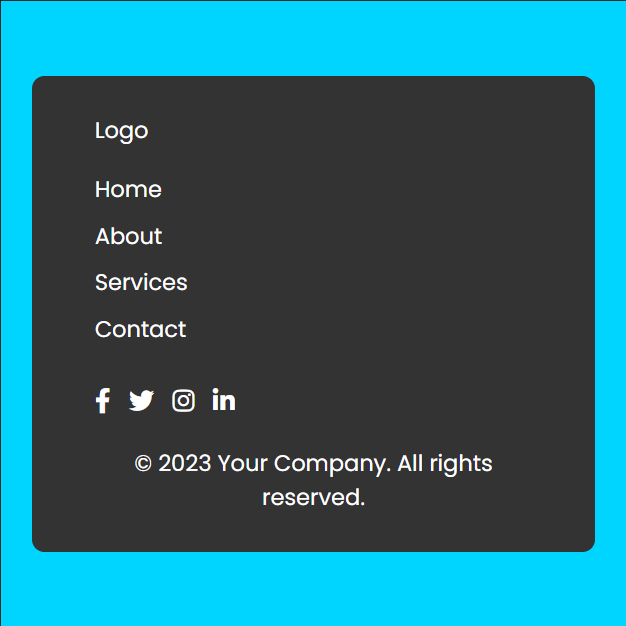 Logo
Home
About
Services
Contact
© 2023 Your Company. All rights
reserved.